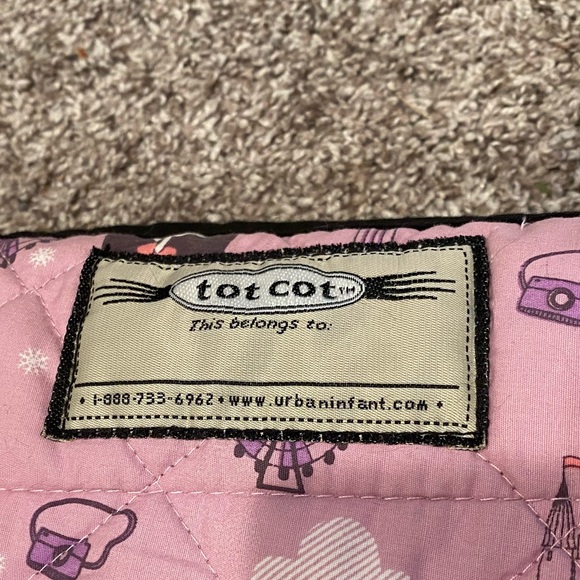 tot cot™
This belongs to:
• 1-888-733-6962 • www.urbaninfant.com •